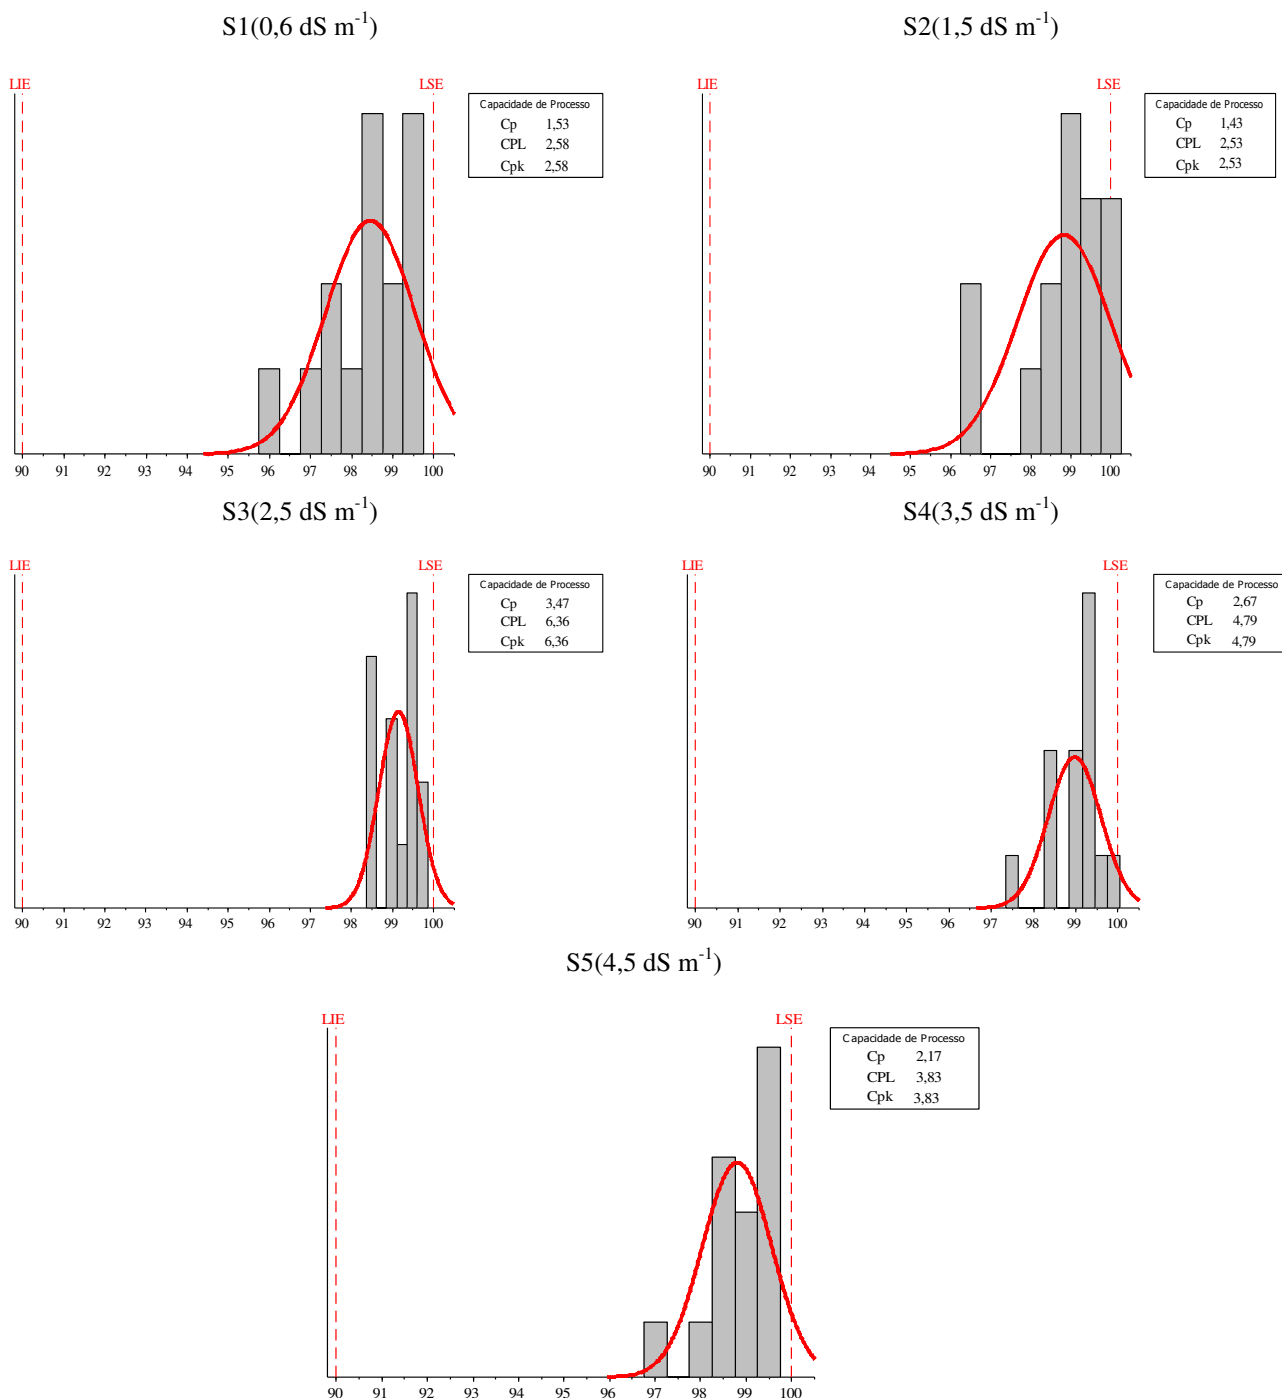 S1(0,6 dS m⁻¹)
LIE
LSE
Capacidade de Processo
Cp 1,53
CPL 2,58
Cpk 2,58
90 91 92 93 94 95 96 97 98 99 100
S2(1,5 dS m⁻¹)
LIE
LSE
Capacidade de Processo
Cp 1,43
CPL 2,53
Cpk 2,53
90 91 92 93 94 95 96 97 98 99 100
S3(2,5 dS m⁻¹)
LIE
LSE
Capacidade de Processo
Cp 3,47
CPL 6,36
Cpk 6,36
90 91 92 93 94 95 96 97 98 99 100
S4(3,5 dS m⁻¹)
LIE
LSE
Capacidade de Processo
Cp 2,67
CPL 4,79
Cpk 4,79
90 91 92 93 94 95 96 97 98 99 100
S5(4,5 dS m⁻¹)
LIE
LSE
Capacidade de Processo
Cp 2,17
CPL 3,83
Cpk 3,83
90 91 92 93 94 95 96 97 98 99 100